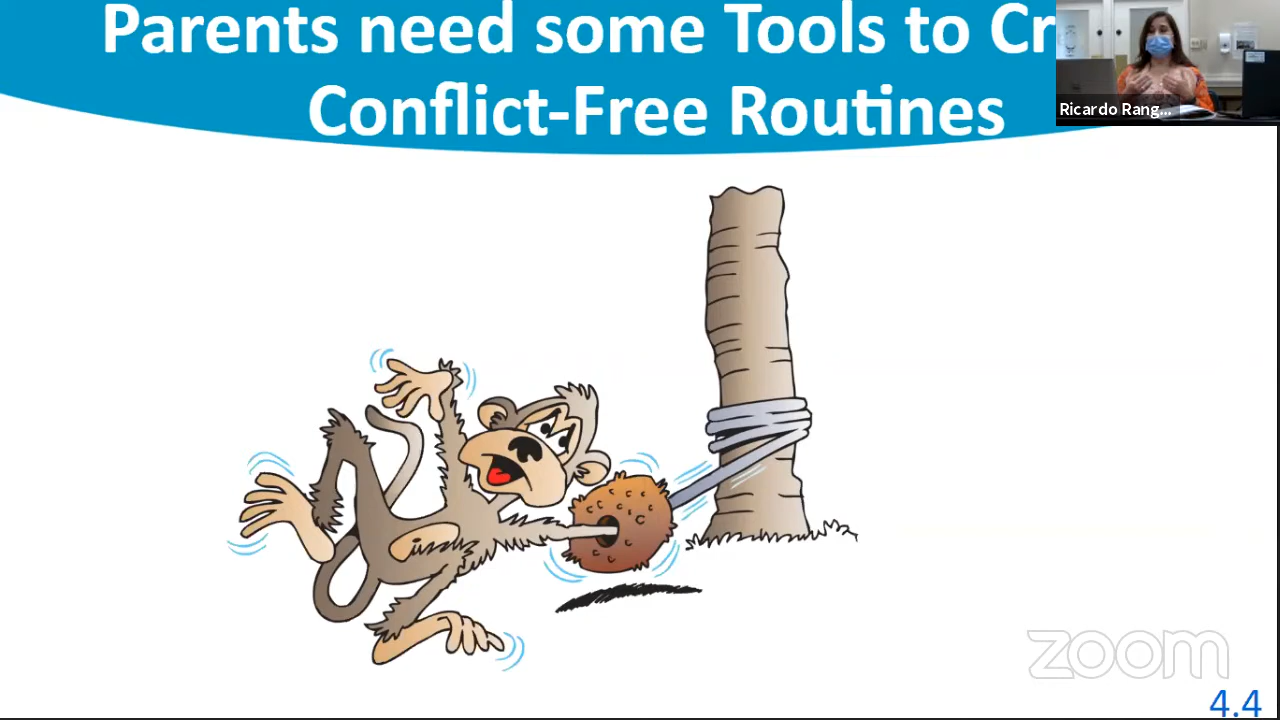 Parents need some Tools to Cr
Conflict-Free Routines
Ricardo Rang...
zoom
4.4